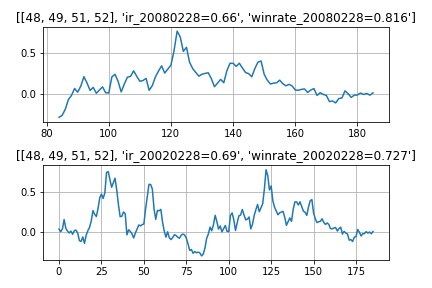 [[48, 49, 51, 52], 'ir_20080228=0.66', 'winrate_20080228=0.816']
0.5
0.0
80 100 120 140 160 180
[[48, 49, 51, 52], 'ir_20020228=0.69', 'winrate_20020228=0.727']
0.5
0.0
0 25 50 75 100 125 150 175